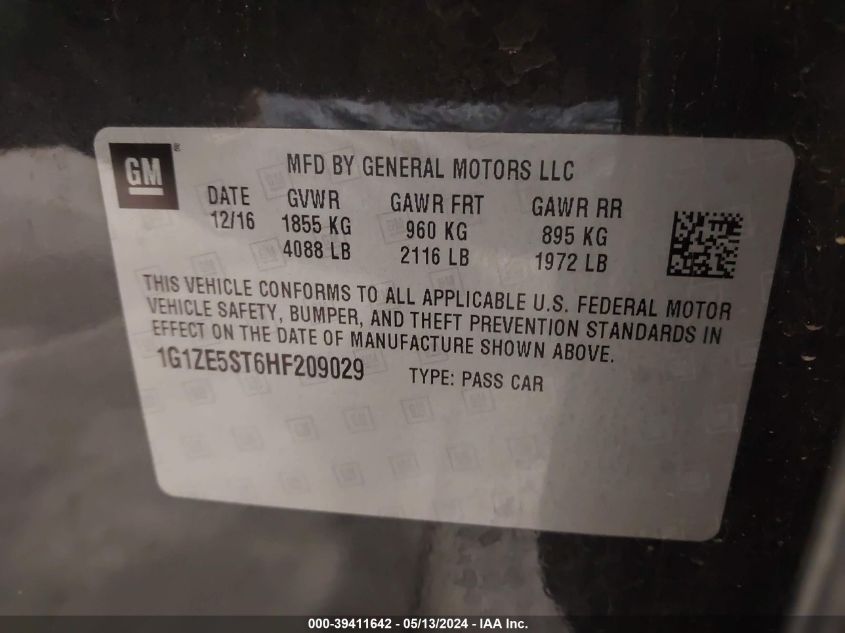 GM®
MFD BY GENERAL MOTORS LLC
DATE GVWR GAWR FRT GAWR RR
12/16 1855 KG 960 KG 895 KG
4088 LB 2116 LB 1972 LB
THIS VEHICLE CONFORMS TO ALL APPLICABLE U.S. FEDERAL MOTOR
VEHICLE SAFETY, BUMPER, AND THEFT PREVENTION STANDARDS IN
EFFECT ON THE DATE OF MANUFACTURE SHOWN ABOVE.
1G1ZE5ST6HF209029 TYPE: PASS CAR
000-39411642 - 05/13/2024 - IAA Inc.